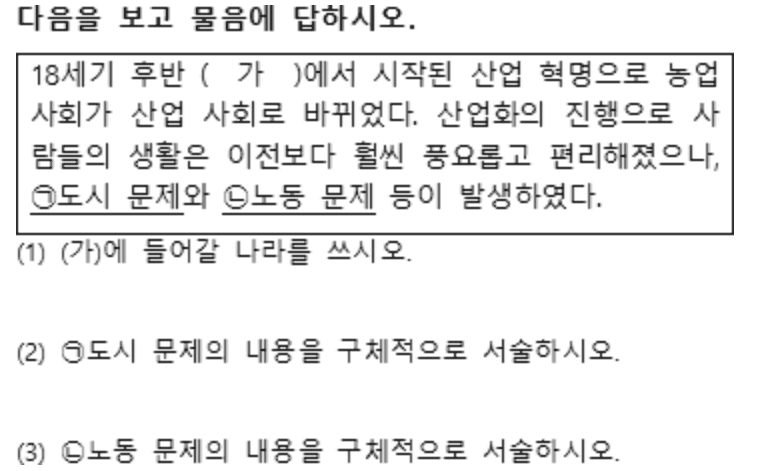 다음을 보고 물음에 답하시오.
18세기 후반 ( 가 )에서 시작된 산업 혁명으로 농업
사회가 산업 사회로 바뀌었다. 산업화의 진행으로 사
람들의 생활은 이전보다 훨씬 풍요롭고 편리해졌으나,
㉠도시 문제와 ㉡노동 문제 등이 발생하였다.
(1) (가)에 들어갈 나라를 쓰시오.
(2) ㉠도시 문제의 내용을 구체적으로 서술하시오.
(3) ㉡노동 문제의 내용을 구체적으로 서술하시오.